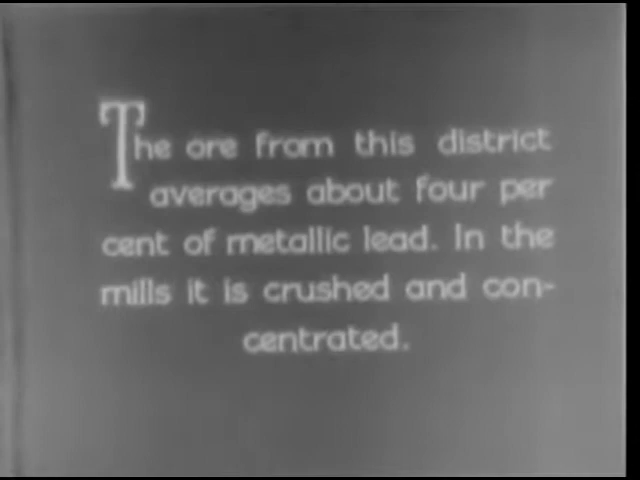 The ore from this district
averages about four per
cent of metallic lead. In the
mills it is crushed and con-
centrated.